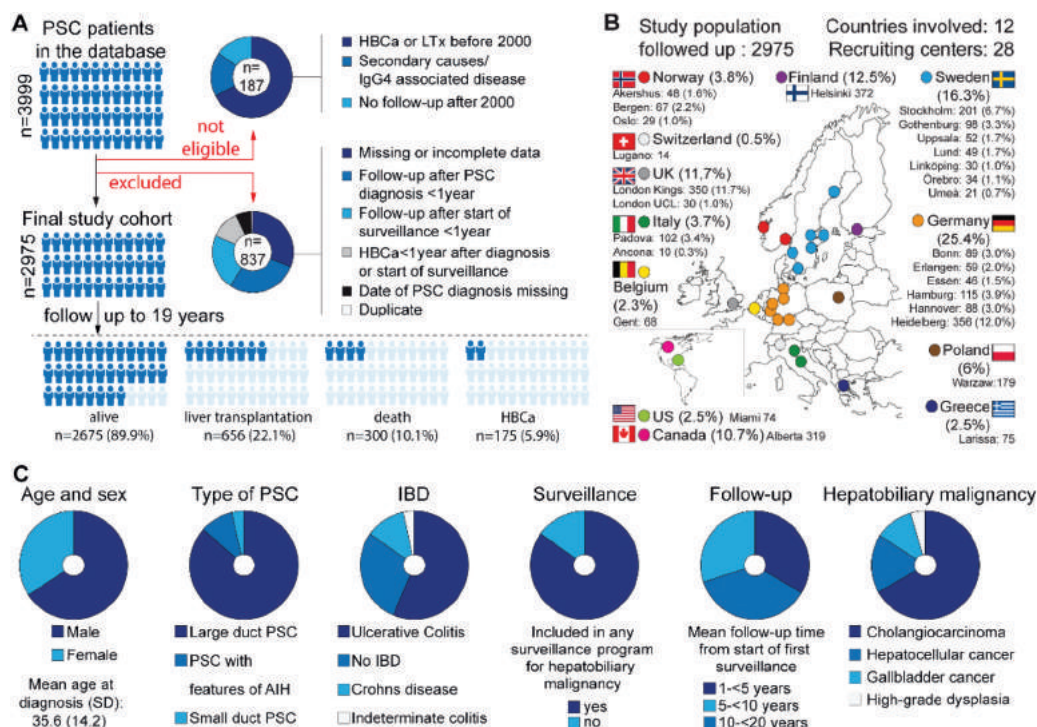 A
PSC patients
in the database
n=3999
n=
187
HBCa or LTx before 2000
Secondary causes/
IgG4 associated disease
No follow-up after 2000
not
eligible
excluded
Final study cohort
n=2975
n=
837
Missing or incomplete data
Follow-up after PSC
diagnosis <1year
Follow-up after start of
surveillance <1year
HBCa<1year after diagnosis
or start of surveillance
Date of PSC diagnosis missing
Duplicate
follow up to 19 years
alive
n=2675 (89.9%)
liver transplantation
n=656 (22.1%)
death
n=300 (10.1%)
HBCa
n=175 (5.9%)
B
Study population
followed up : 2975
Countries involved: 12
Recruiting centers: 28
Norway (3.8%)
Akershus: 48 (1.6%)
Bergen: 67 (2.2%)
Oslo: 29 (1.0%)
Switzerland (0.5%)
Lugano: 14
UK (11,7%)
London Kings: 350 (11.7%)
London UCL: 30 (1.0%)
Italy (3.7%)
Padova: 102 (3.4%)
Ancona: 10 (0.3%)
Belgium
(2.3%)
Gent: 68
Finland (12.5%)
Helsinki 372
Sweden
(16.3%)
Stockholm: 201 (6.7%)
Gothenburg: 98 (3.3%)
Uppsala: 52 (1.7%)
Lund: 49 (1.7%)
Linköping: 30 (1.0%)
Örebro: 34 (1.1%)
Umeà: 21 (0.7%)
Germany
(25.4%)
Bonn: 89 (3.0%)
Erlangen: 59 (2.0%)
Essen: 46 (1.5%)
Hamburg: 115 (3.9%)
Hannover: 88 (3.0%)
Heidelberg: 356 (12.0%)
Poland
(6%)
Warzaw: 179
Greece
(2.5%)
Larissa: 75
US (2.5%) Miami 74
Canada (10.7%) Alberta 319
C
Age and sex
Male
Female
Mean age at
diagnosis (SD):
35.6 (14.2)
Type of PSC
Large duct PSC
PSC with
features of AIH
Small duct PSC
IBD
Ulcerative Colitis
No IBD
Crohns disease
Indeterminate colitis
Surveillance
Included in any
surveillance program
for hepatobiliary
malignancy
yes
no
Follow-up
Mean follow-up time
from start of first
surveillance
1-<5 years
5-<10 years
10-<20 years
Hepatobiliary malignancy
Cholangiocarcinoma
Hepatocellular cancer
Gallbladder cancer
High-grade dysplasia